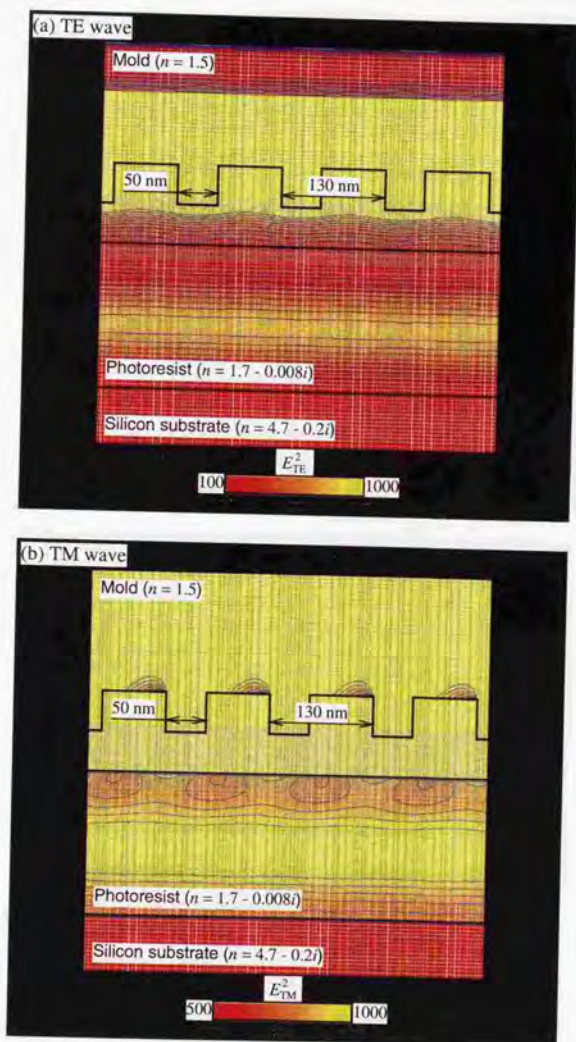 (a) TE wave
Mold (n = 1.5)
50 nm
130 nm
Photoresist (n = 1.7 - 0.008i)
Silicon substrate (n = 4.7 - 0.2i)
E²TE
100
1000
(b) TM wave
Mold (n = 1.5)
50 nm
130 nm
Photoresist (n = 1.7 - 0.008i)
Silicon substrate (n = 4.7 - 0.2i)
E²TM
500
1000